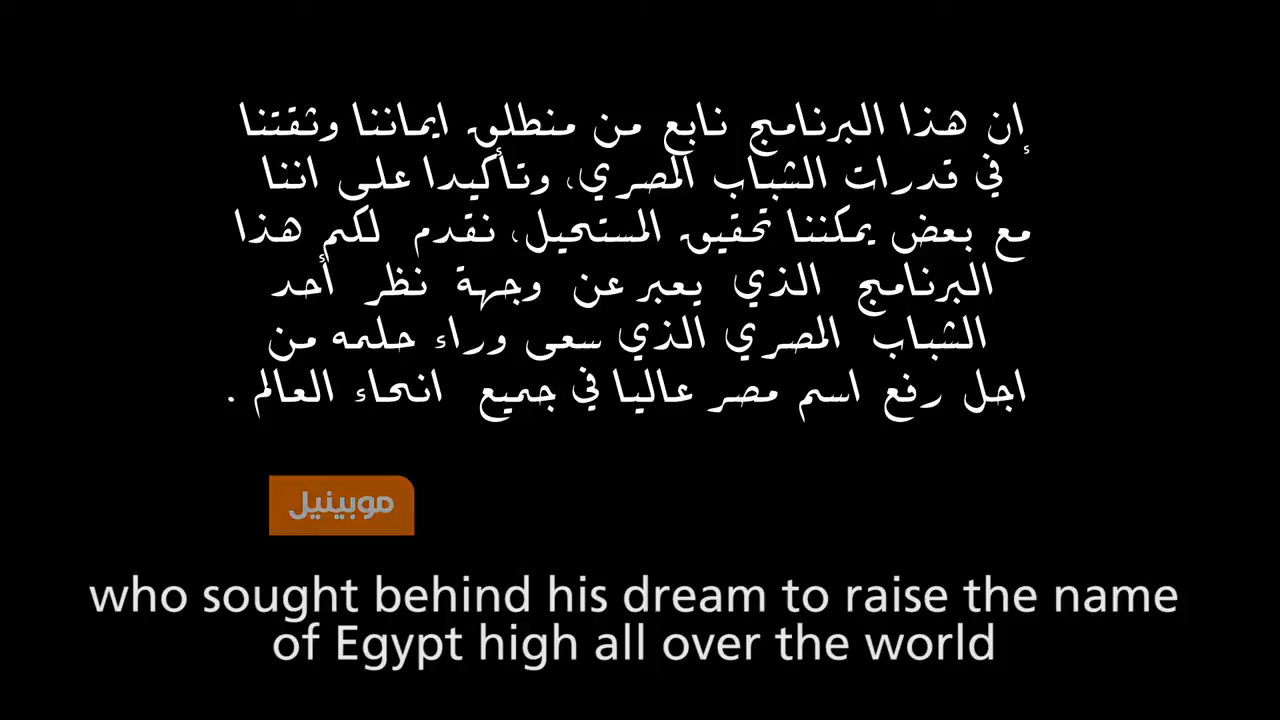 إن هذا البرنامج نابع من منطلق ايماننا وثقتنا
في قدرات الشباب المصري، وتأكيدا على اننا
مع بعض يمكننا تحقيق المستحيل، نقدم لكم هذا
البرنامج الذي يعبر عن وجهة نظر أحد
الشباب المصري الذي سعى وراء حلمه من
اجل رفع اسم مصر عاليا في جميع انحاء العالم .
موبينيل
who sought behind his dream to raise the name
of Egypt high all over the world